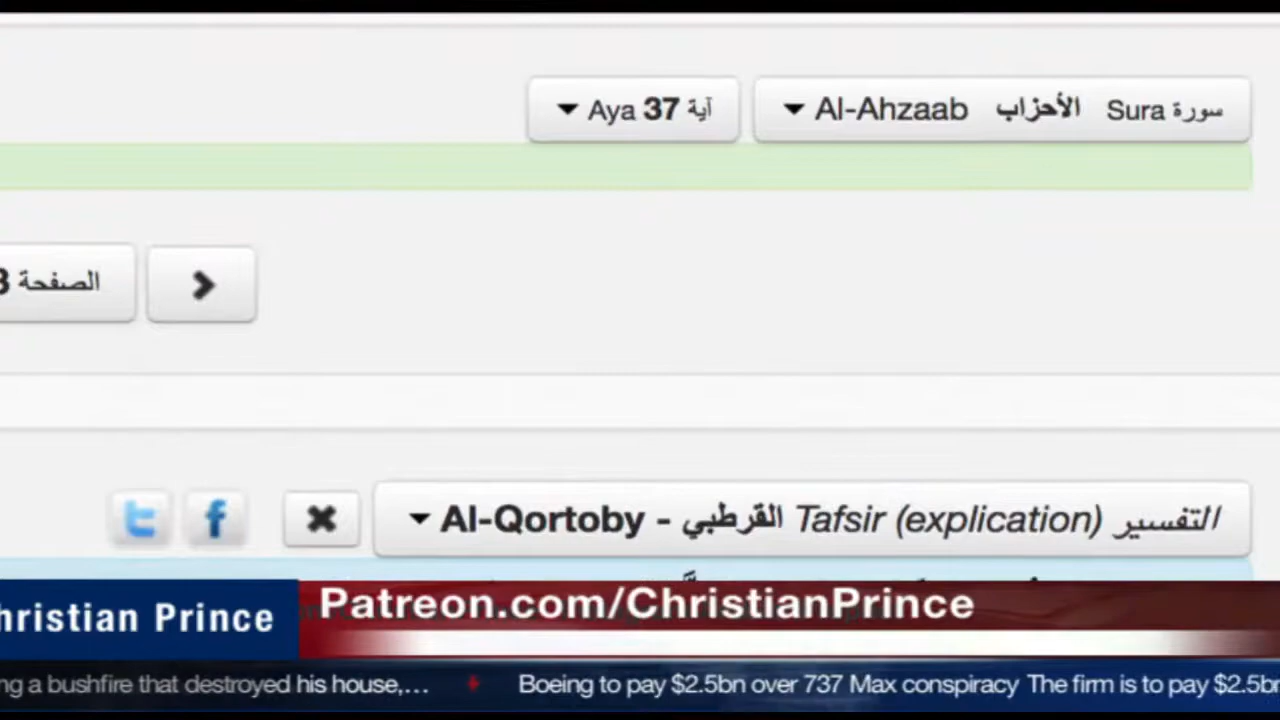 Aya 37 آية
Al-Ahzaab الأحزاب Sura سورة
الصفحة
Al-Qortoby - القرطبي Tafsir (explication) التفسير
hristian Prince
Patreon.com/ChristianPrince
ng a bushfire that destroyed his house,... Boeing to pay $2.5bn over 737 Max conspiracy The firm is to pay $2.5bn